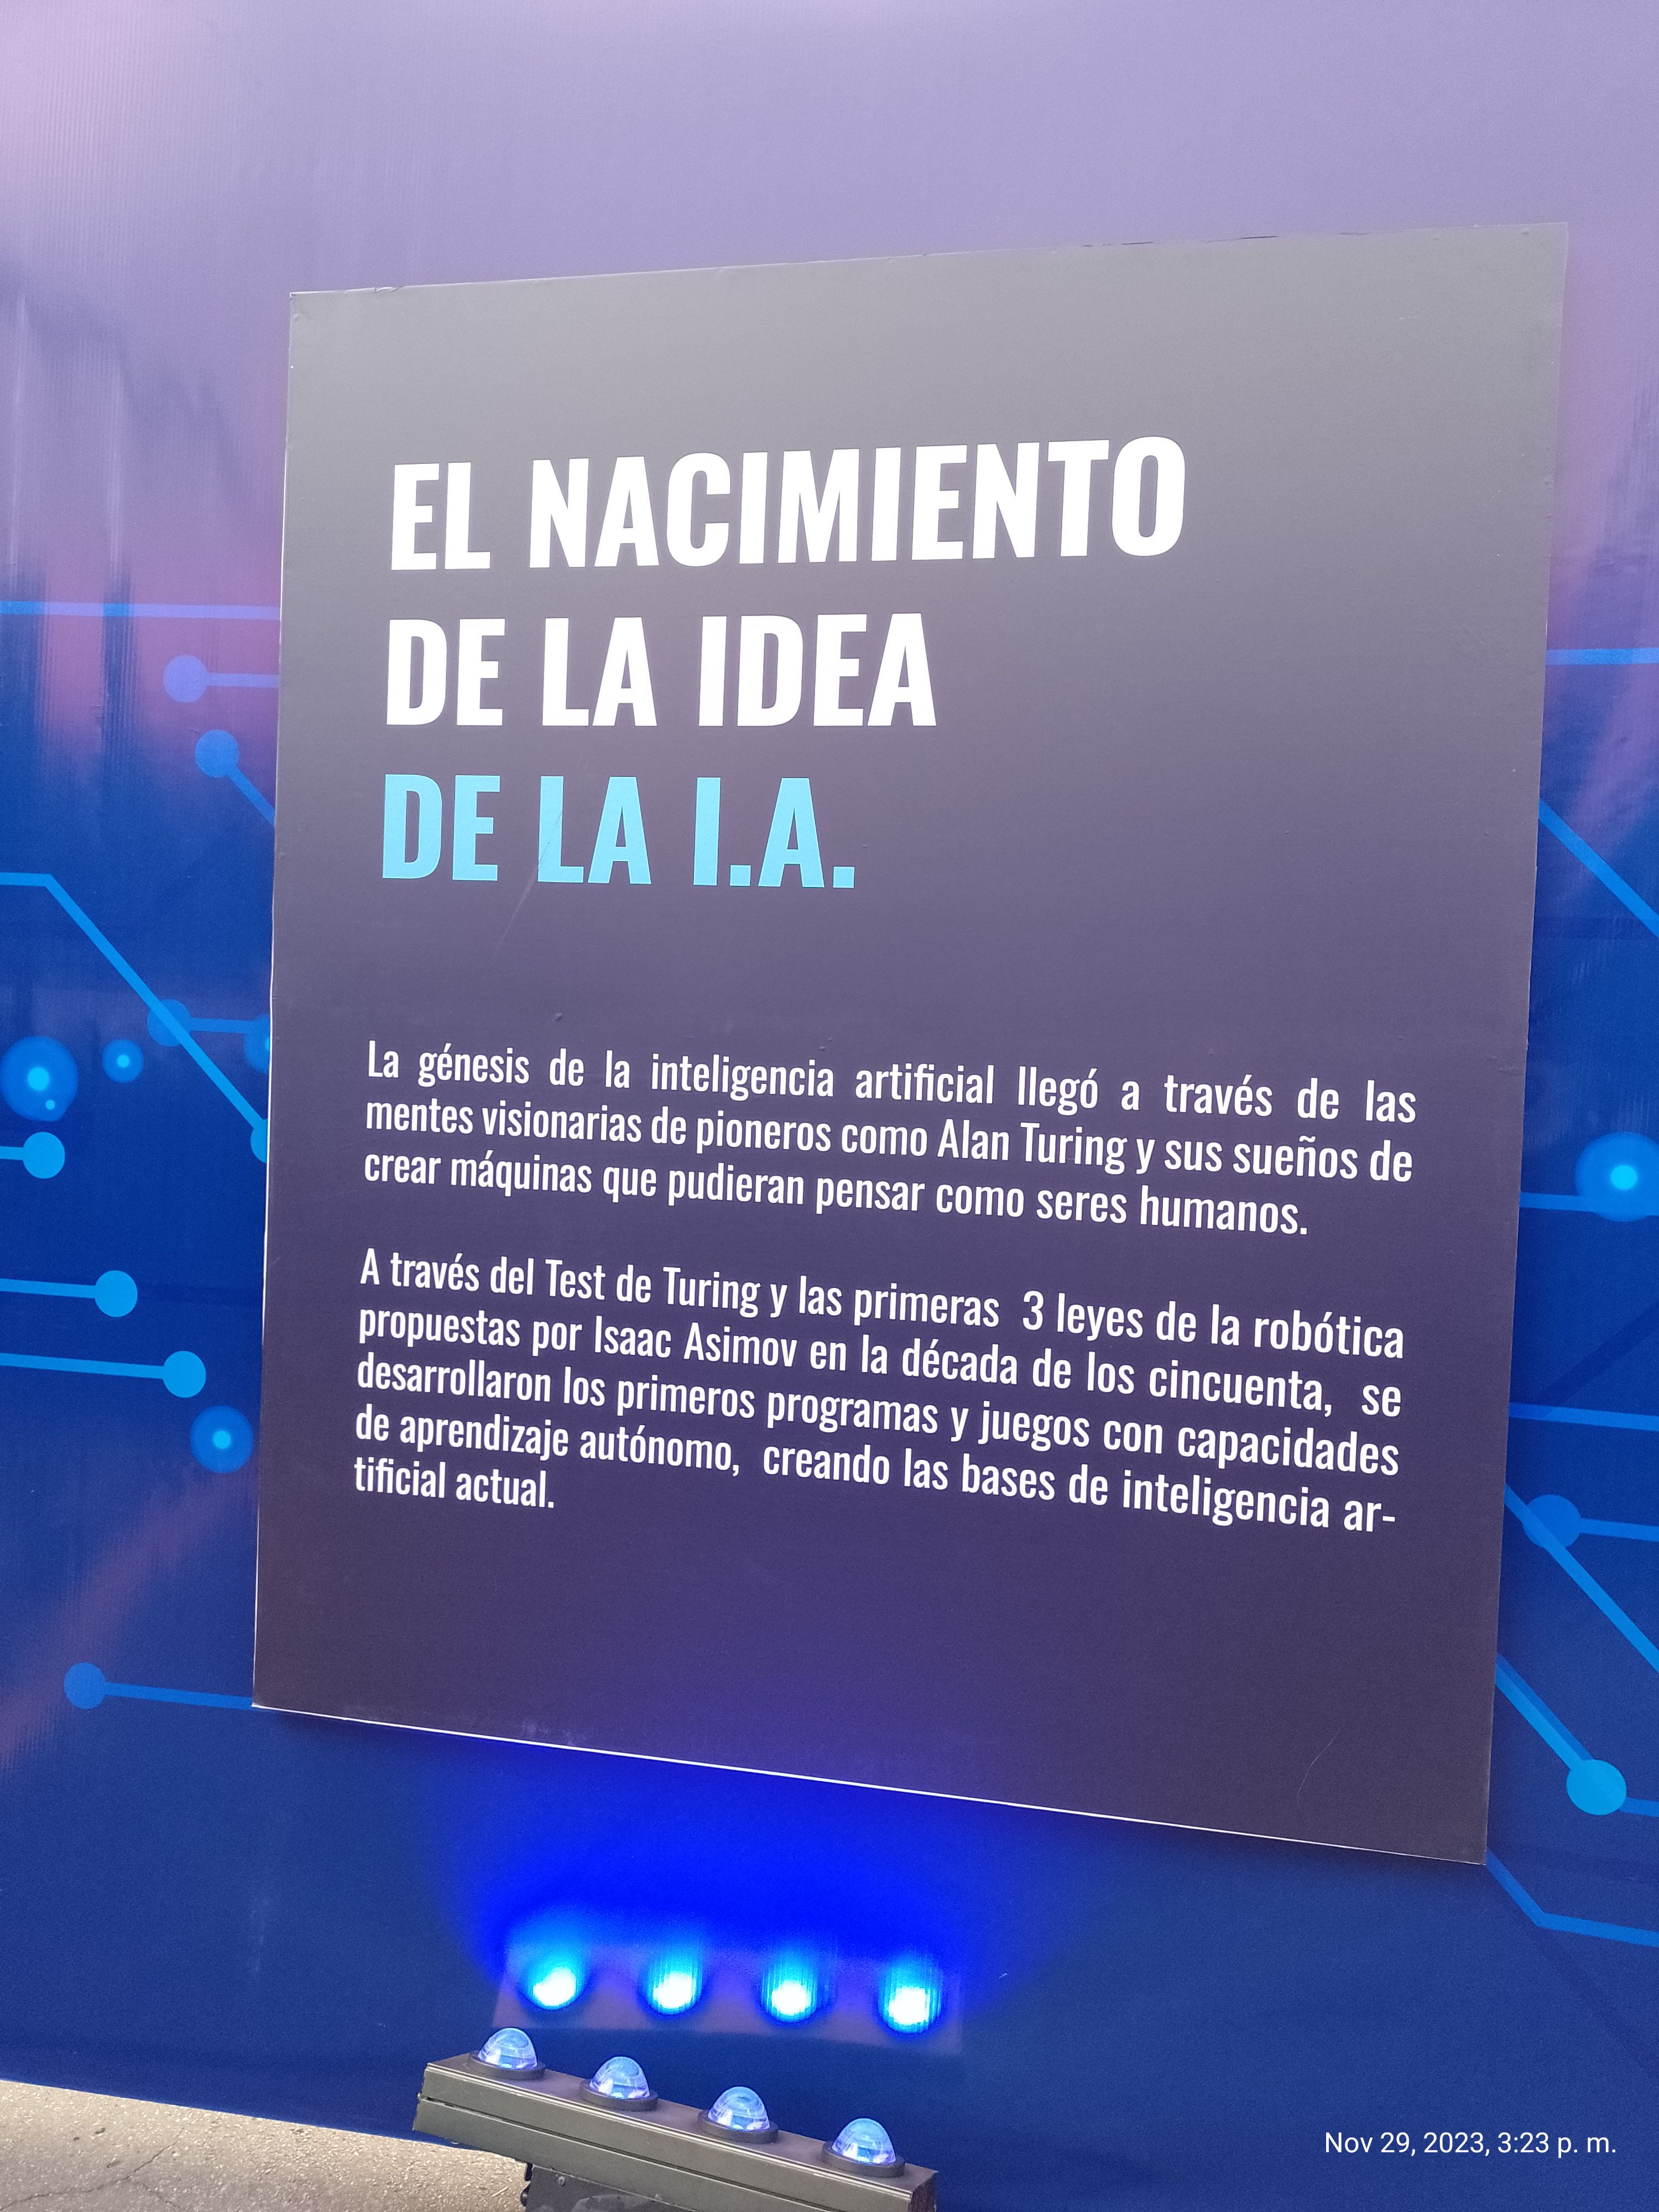 EL NACIMIENTO
DE LA IDEA
DE LA I.A.
La génesis de la inteligencia artificial llegó a través de las
mentes visionarias de pioneros como Alan Turing y sus sueños de
crear máquinas que pudieran pensar como seres humanos.
A través del Test de Turing y las primeras 3 leyes de la robótica
propuestas por Isaac Asimov en la década de los cincuenta, se
desarrollaron los primeros programas y juegos con capacidades
de aprendizaje autónomo, creando las bases de inteligencia ar-
tificial actual.
Nov 29, 2023, 3:23 p. m.